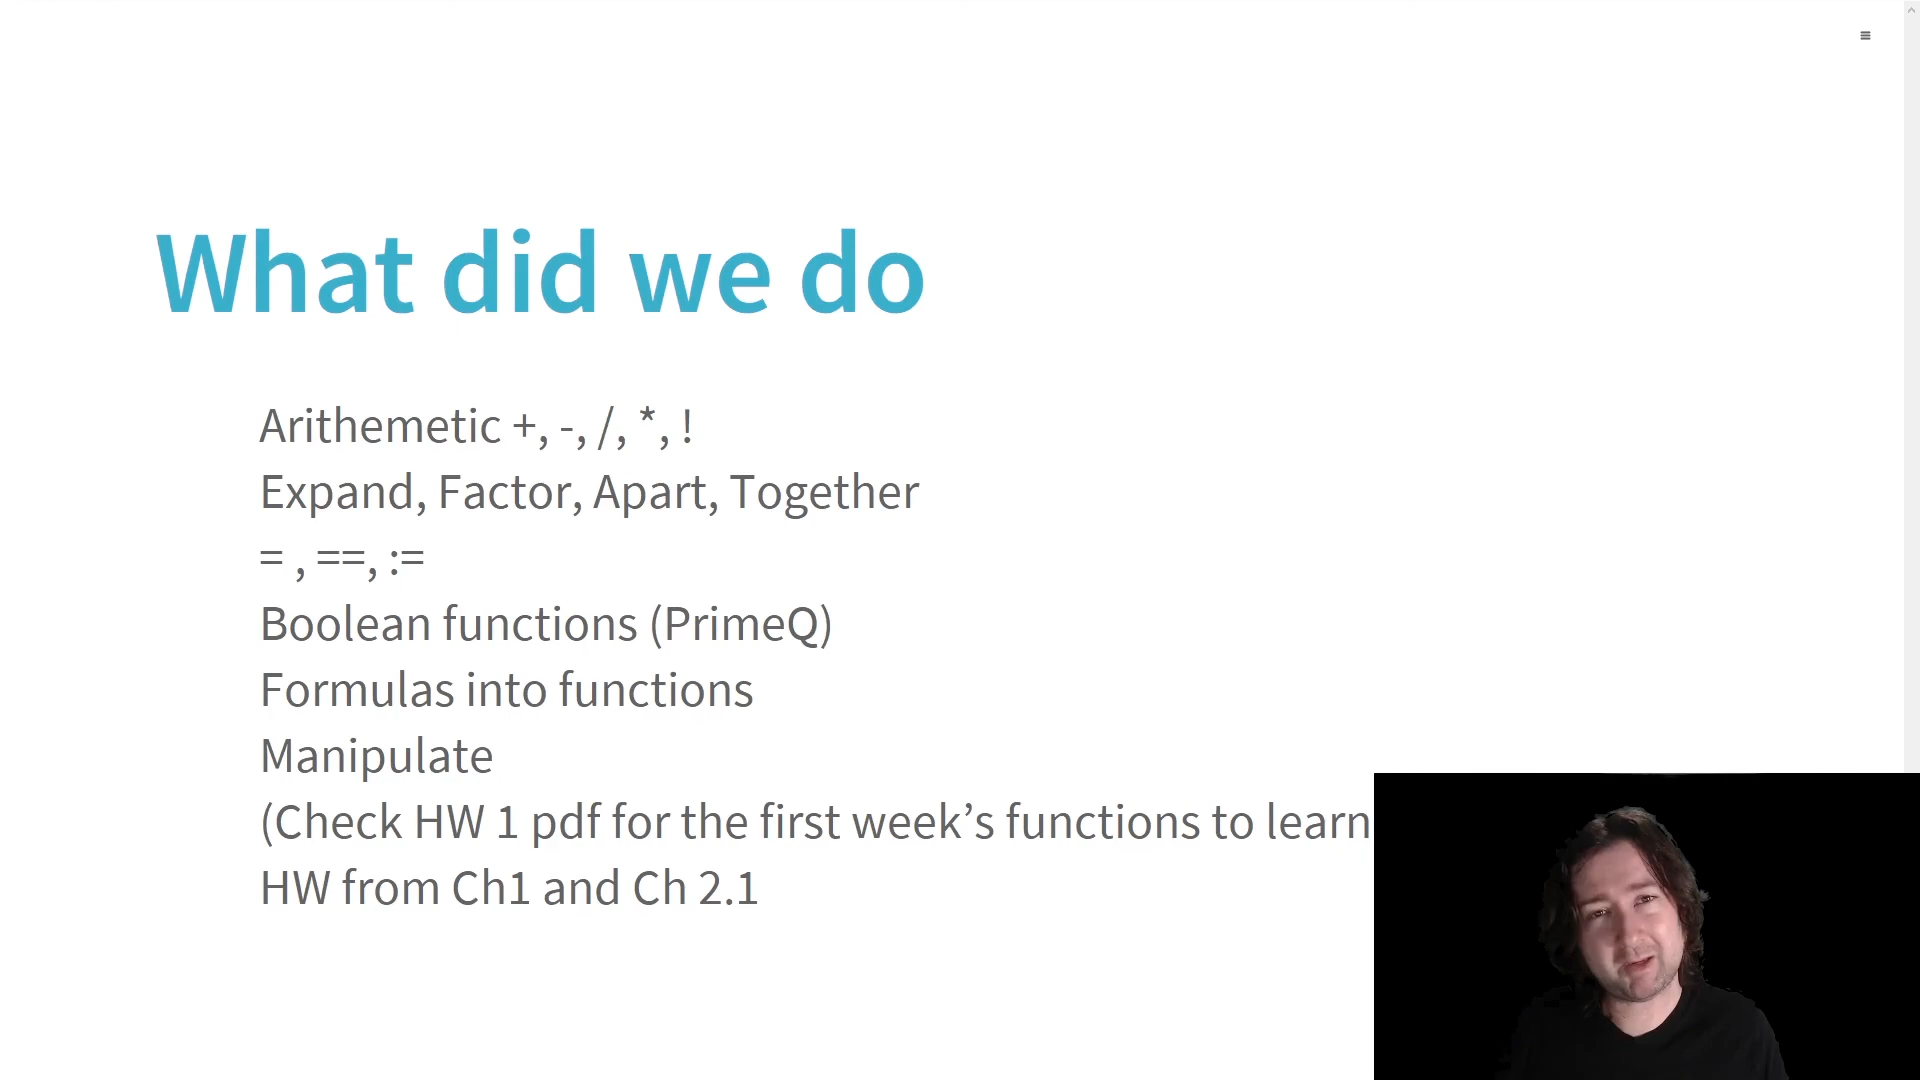 What did we do
Arithemetic +, -, /, *, !
Expand, Factor, Apart, Together
= , ==, :=
Boolean functions (PrimeQ)
Formulas into functions
Manipulate
(Check HW 1 pdf for the first week’s functions to learn
HW from Ch1 and Ch 2.1